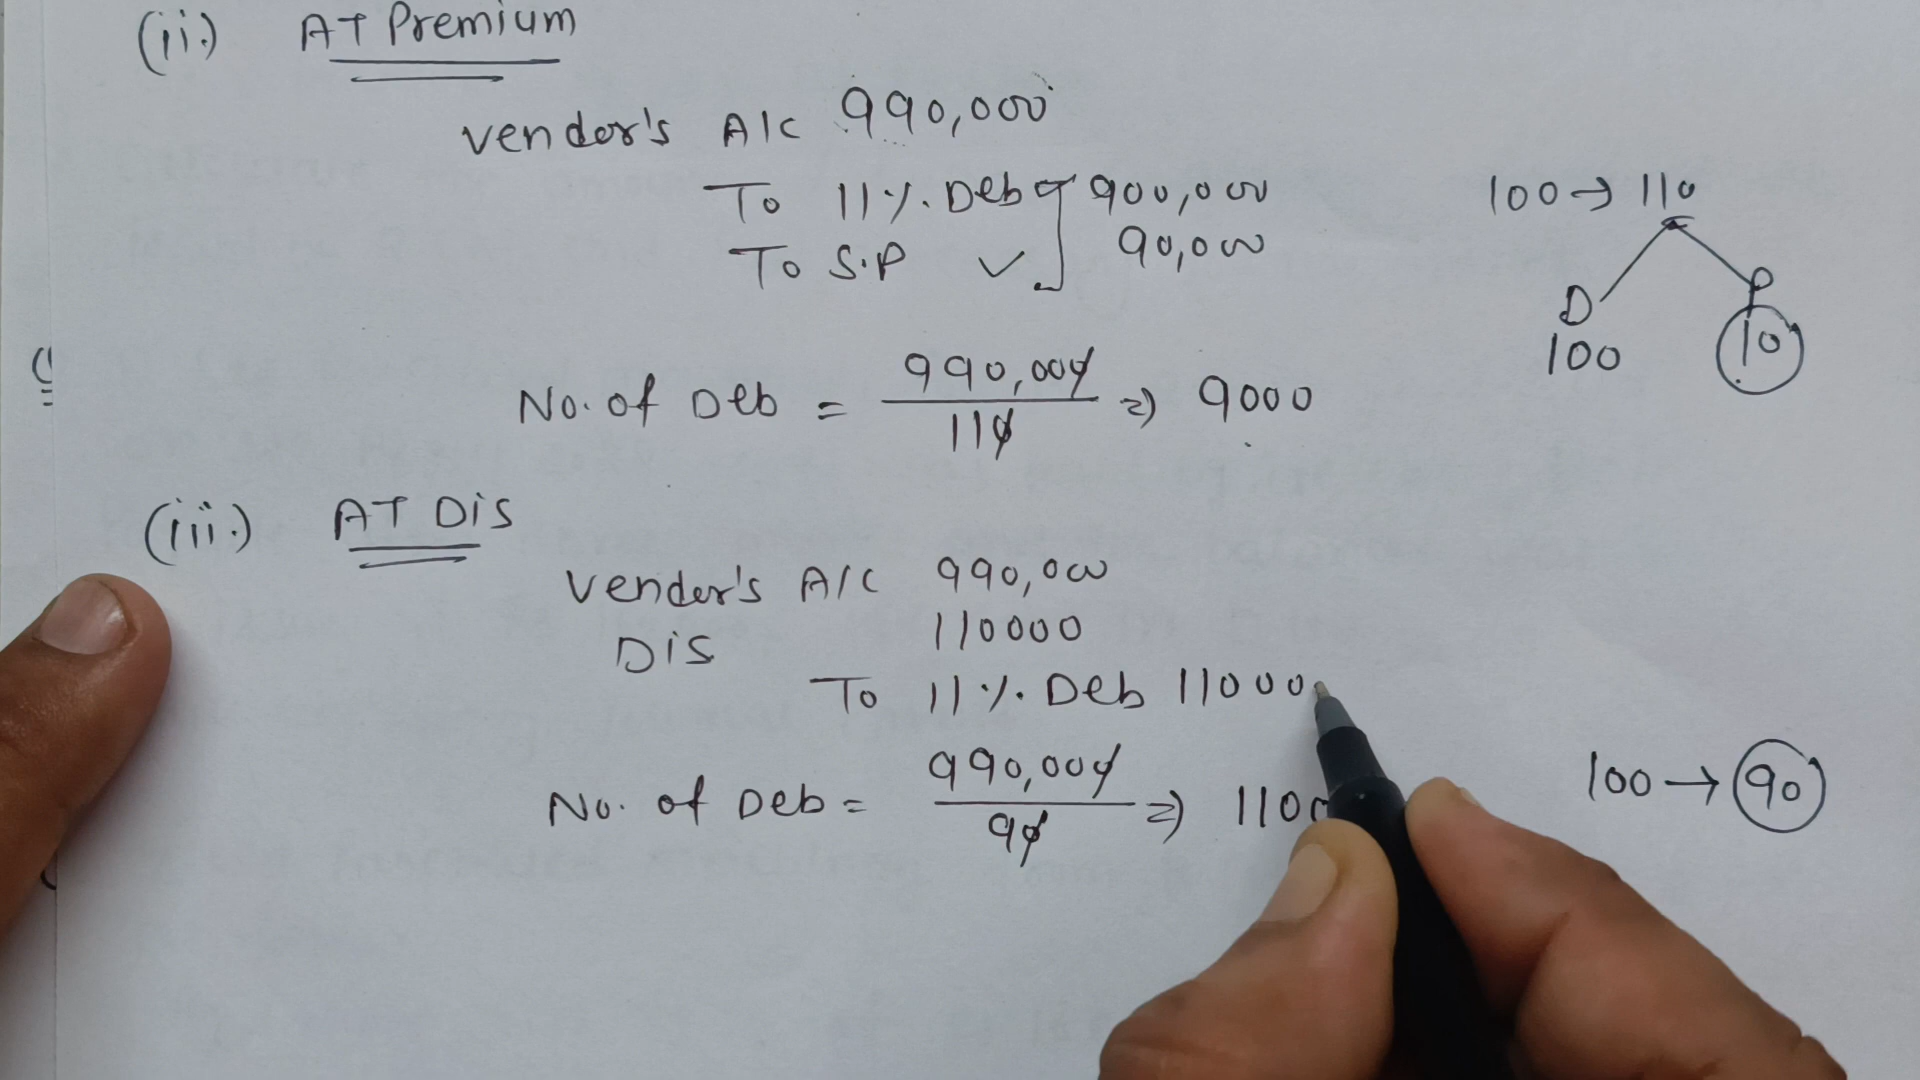 (ii.) AT Premium
Vendor's A/C 990,000
To 11%. Deb 900,000
To S.P ✓ 90,000
100 → 110
D P
100 10
No. of Deb = 990,000 / 110 => 9000
(iii.) AT Dis
Vendor's A/C 990,000
Dis 110000
To 11%. Deb 11000
No. of Deb = 990,000 / 90 => 1100
100 → 90